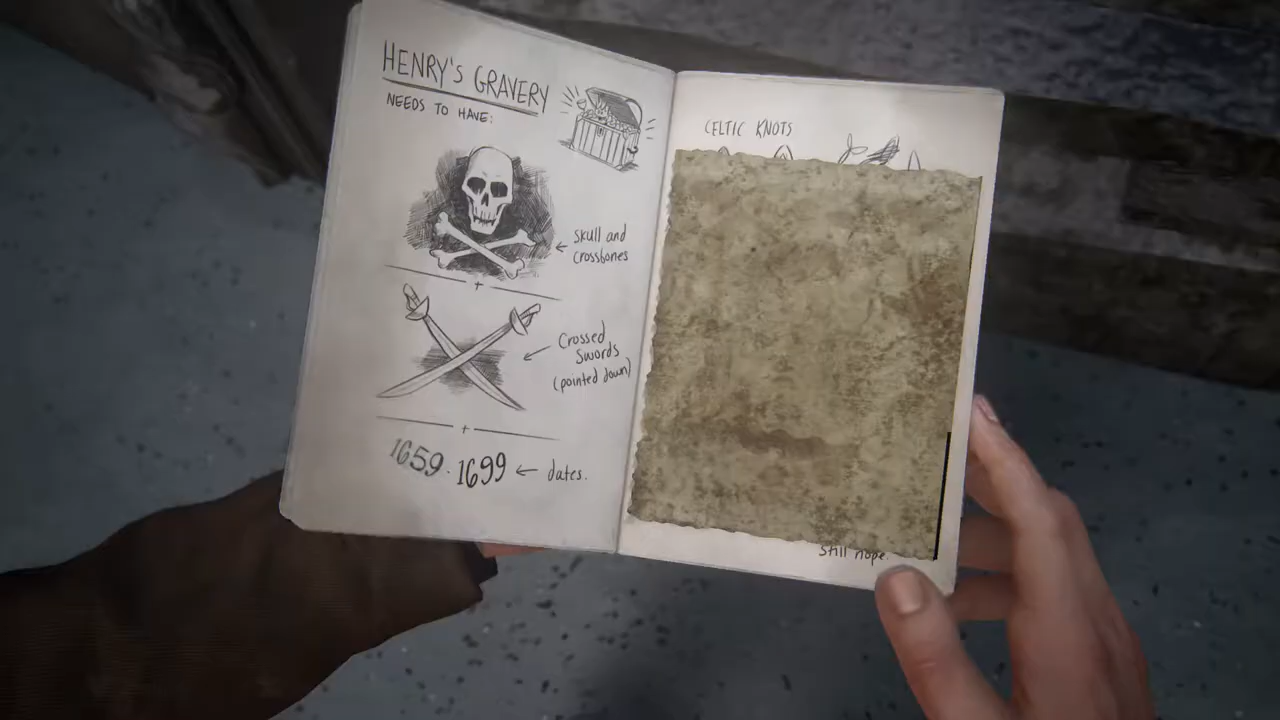 HENRY'S GRAVERY
NEEDS TO HAVE:
Skull and
crossbones
Crossed
Swords
(pointed down)
1659 - 1699 ← dates.
CELTIC KNOTS
Still nope.